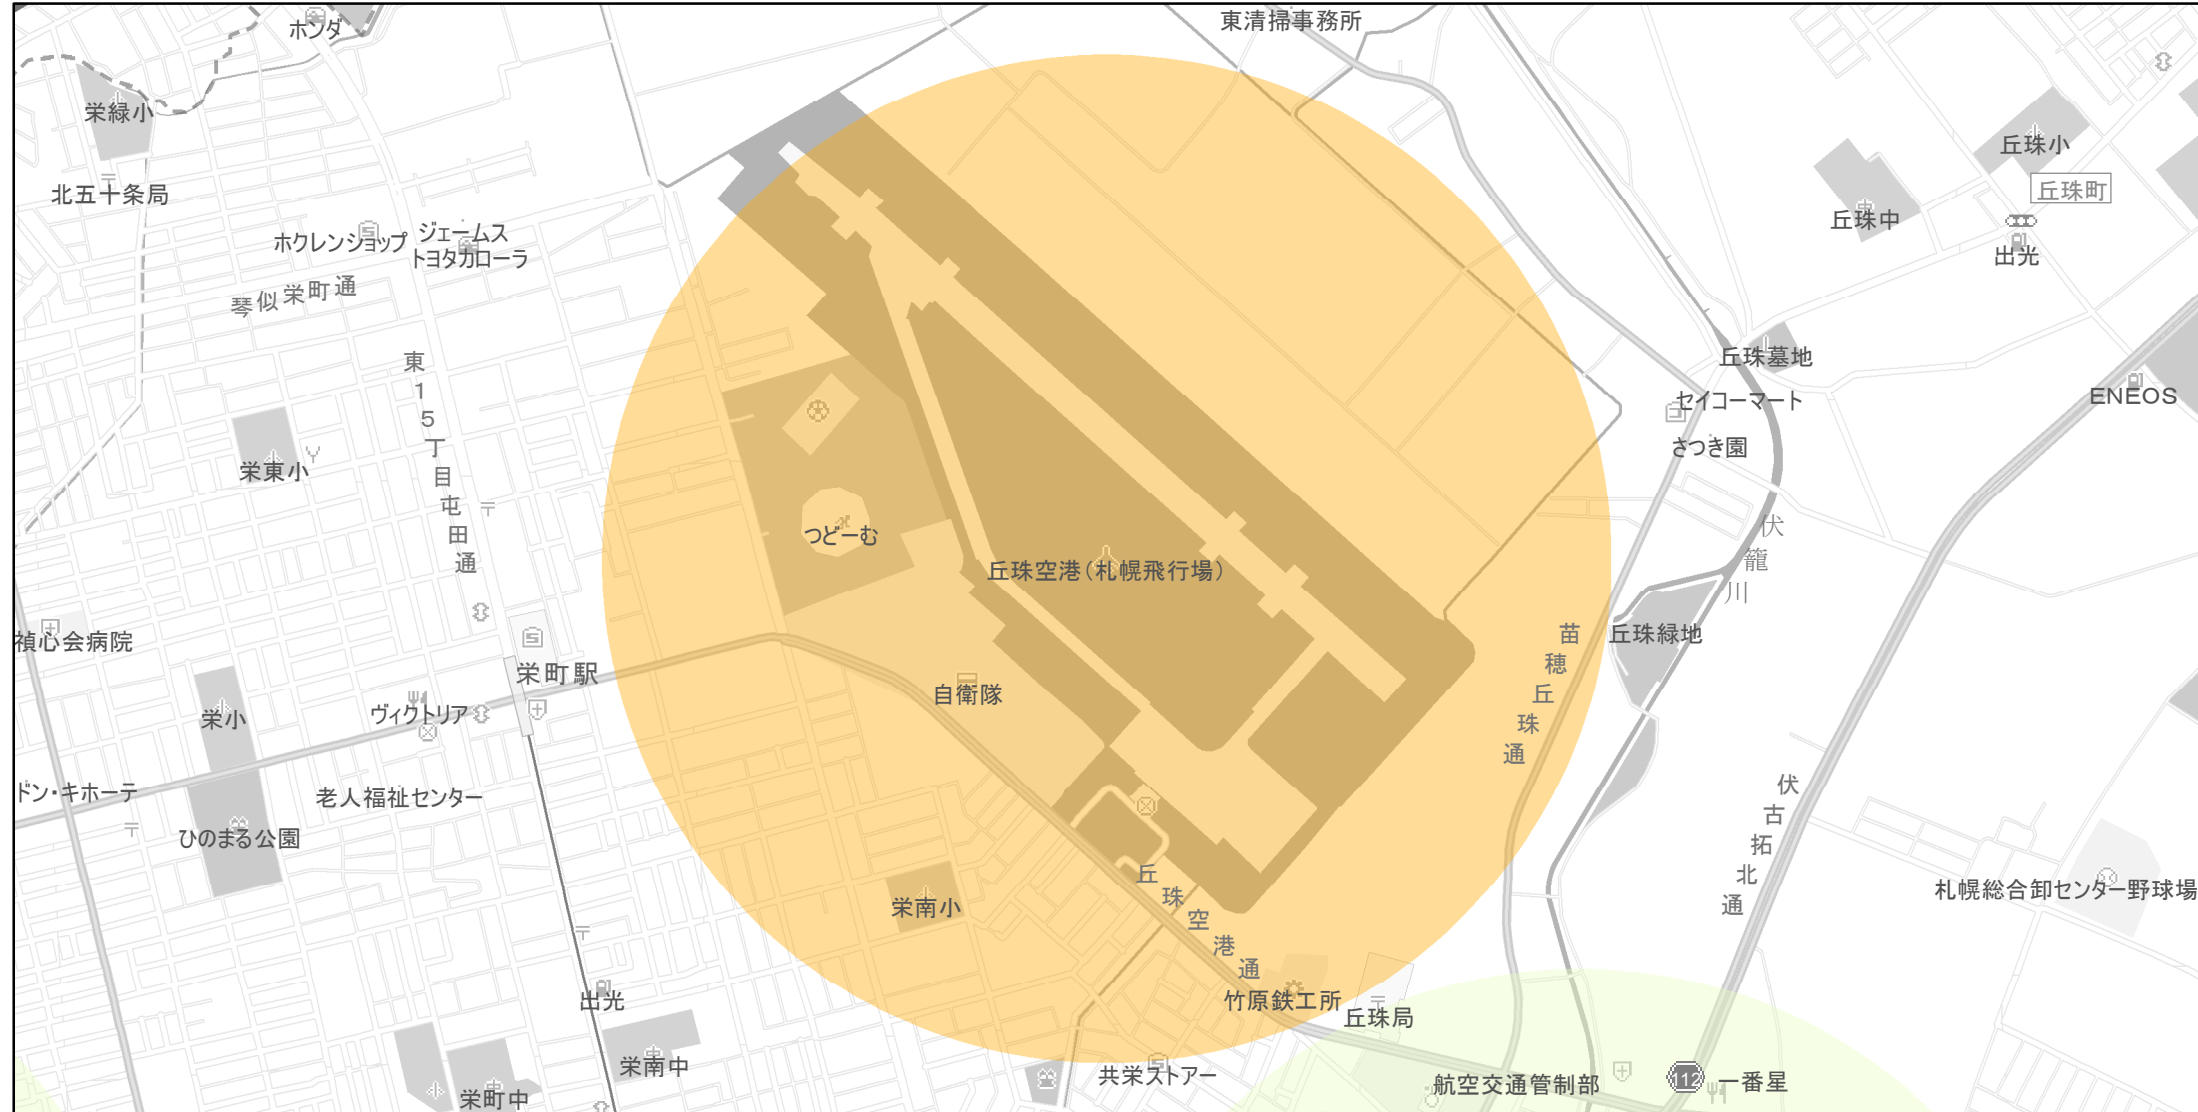 ホンダ
東清掃事務所
栄緑小
丘珠小
北五十条局
丘珠町
丘珠中
ホクレンショップ
ジェームス
トヨタカローラ
出光
琴似栄町通
東15丁目屯田通
丘珠墓地
ENEOS
セイコーマート
さつき園
栄東小
つどーむ
丘珠空港(札幌飛行場)
伏籠川
禎心会病院
丘珠緑地
苗穂丘珠通
栄町駅
自衛隊
栄小
ヴィクトリア
ドン・キホーテ
老人福祉センター
ひのまる公園
伏古拓北通
丘珠空港通
札幌総合卸センター野球場
栄南小
出光
竹原鉄工所
丘珠局
栄南中
共栄ストアー
航空交通管制部
112
一番星
栄町中